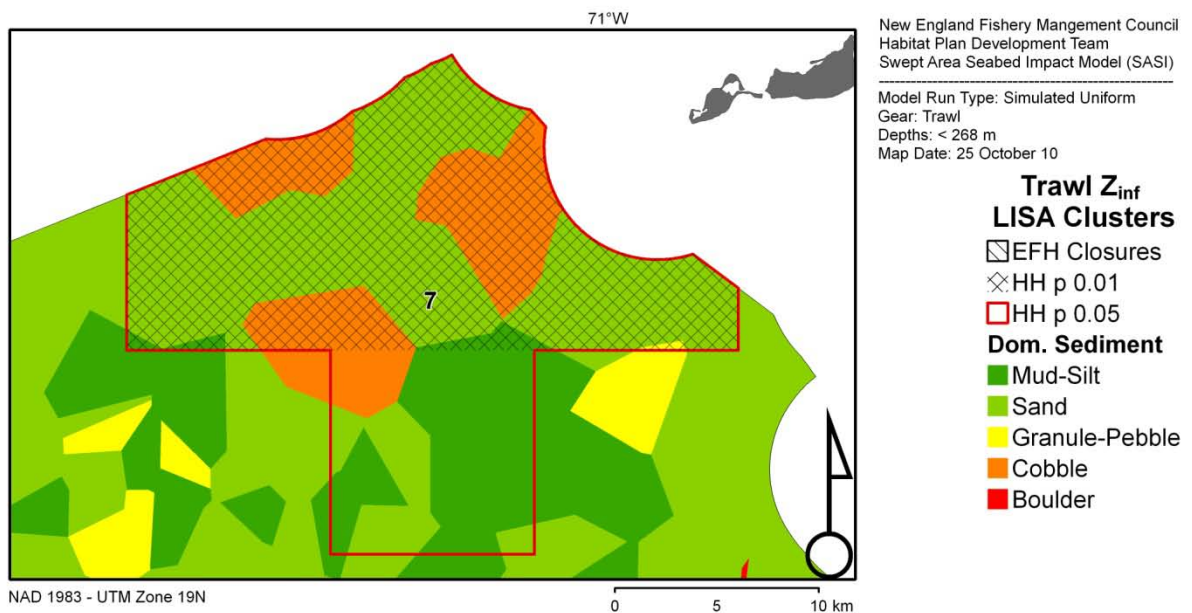 71°W
New England Fishery Mangement Council
Habitat Plan Development Team
Swept Area Seabed Impact Model (SASI)
Model Run Type: Simulated Uniform
Gear: Trawl
Depths: < 268 m
Map Date: 25 October 10
Trawl Zinf
LISA Clusters
EFH Closures
HH p 0.01
HH p 0.05
Dom. Sediment
Mud-Silt
Sand
Granule-Pebble
Cobble
Boulder
7
NAD 1983 - UTM Zone 19N
0 5 10 km